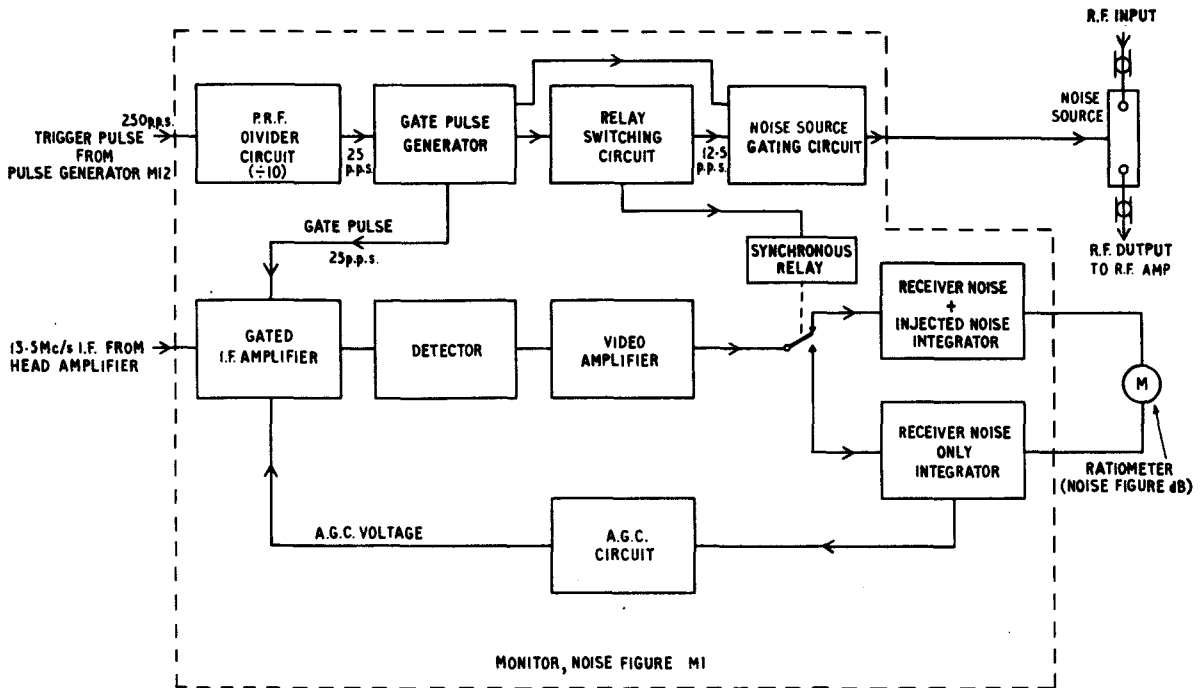 R.F. INPUT
NOISE
SOURCE
250p.p.s.
TRIGGER PULSE
FROM
PULSE GENERATOR M12
P.R.F.
DIVIDER
CIRCUIT
(÷10)
25
p.p.s.
GATE PULSE
GENERATOR
RELAY
SWITCHING
CIRCUIT
12·5
p.p.s.
NOISE SOURCE
GATING CIRCUIT
R.F. OUTPUT
TO R.F. AMP
GATE PULSE
25p.p.s.
SYNCHRONOUS
RELAY
13·5Mc/s I.F. FROM
HEAD AMPLIFIER
GATED
I.F. AMPLIFIER
DETECTOR
VIDEO
AMPLIFIER
RECEIVER NOISE
+
INJECTED NOISE
INTEGRATOR
M
RECEIVER NOISE
ONLY
INTEGRATOR
RATIOMETER
(NOISE FIGURE dB)
A.G.C. VOLTAGE
A.G.C.
CIRCUIT
MONITOR, NOISE FIGURE M1